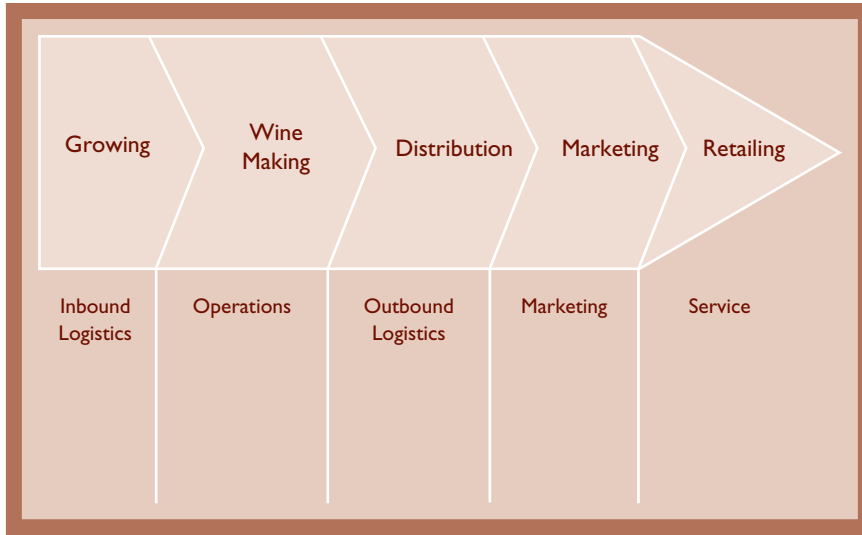 Growing
Wine
Making
Distribution
Marketing
Retailing
Inbound
Logistics
Operations
Outbound
Logistics
Marketing
Service